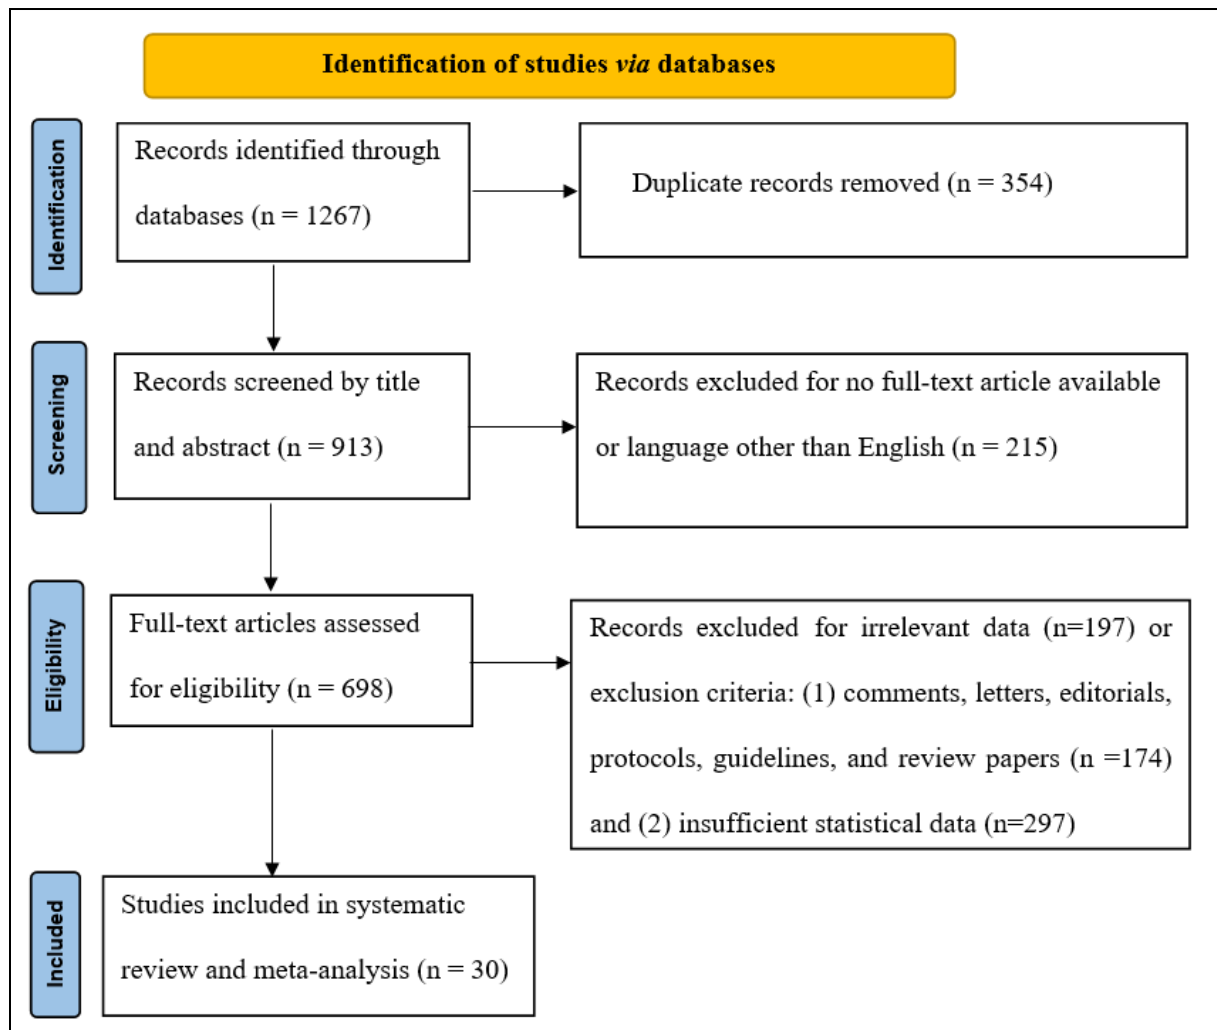 Identification of studies via databases
Identification
Records identified through
databases (n = 1267)
Duplicate records removed (n = 354)
Screening
Records screened by title
and abstract (n = 913)
Records excluded for no full-text article available
or language other than English (n = 215)
Eligibility
Full-text articles assessed
for eligibility (n = 698)
Records excluded for irrelevant data (n=197) or
exclusion criteria: (1) comments, letters, editorials,
protocols, guidelines, and review papers (n =174)
and (2) insufficient statistical data (n=297)
Included
Studies included in systematic
review and meta-analysis (n = 30)